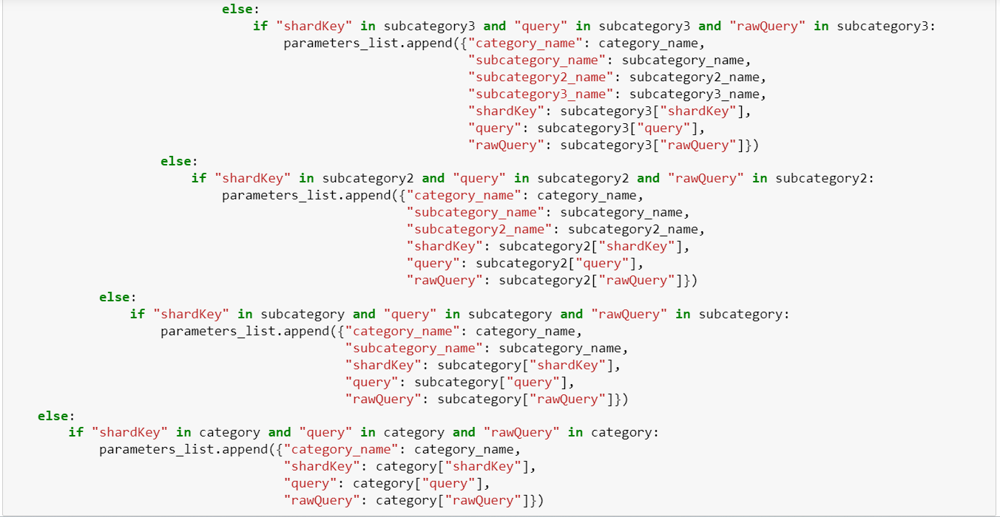 else:
if "shardKey" in subcategory3 and "query" in subcategory3 and "rawQuery" in subcategory3:
parameters_list.append({"category_name": category_name,
"subcategory_name": subcategory_name,
"subcategory2_name": subcategory2_name,
"subcategory3_name": subcategory3_name,
"shardKey": subcategory3["shardKey"],
"query": subcategory3["query"],
"rawQuery": subcategory3["rawQuery"]})
else:
if "shardKey" in subcategory2 and "query" in subcategory2 and "rawQuery" in subcategory2:
parameters_list.append({"category_name": category_name,
"subcategory_name": subcategory_name,
"subcategory2_name": subcategory2_name,
"shardKey": subcategory2["shardKey"],
"query": subcategory2["query"],
"rawQuery": subcategory2["rawQuery"]})
else:
if "shardKey" in subcategory and "query" in subcategory and "rawQuery" in subcategory:
parameters_list.append({"category_name": category_name,
"subcategory_name": subcategory_name,
"shardKey": subcategory["shardKey"],
"query": subcategory["query"],
"rawQuery": subcategory["rawQuery"]})
else:
if "shardKey" in category and "query" in category and "rawQuery" in category:
parameters_list.append({"category_name": category_name,
"shardKey": category["shardKey"],
"query": category["query"],
"rawQuery": category["rawQuery"]})